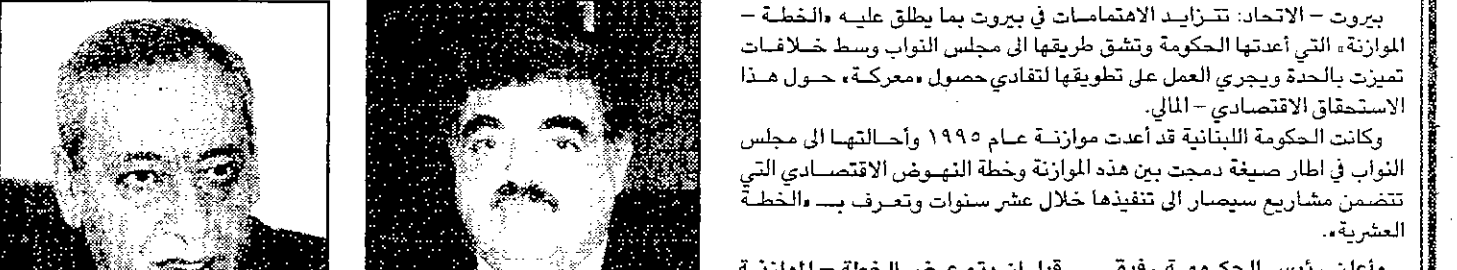 بيروت – الاتحاد: تتزايد الاهتمامات في بيروت بما يطلق عليه «الخطة –
الموازنة» التي أعدتها الحكومة وتشق طريقها الى مجلس النواب وسط خلافات
تميزت بالحدة ويجري العمل على تطويقها لتفادي حصول «معركة» حول هذا
الاستحقاق الاقتصادي – المالي.
وكانت الحكومة اللبنانية قد أعدت موازنة عام ١٩٩٥ وأحالتها الى مجلس
النواب في اطار صيغة دمجت بين هذه الموازنة وخطة النهوض الاقتصادي التي
تتضمن مشاريع سيصار الى تنفيذها خلال عشر سنوات وتعرف بـ «الخطة
العشرية».